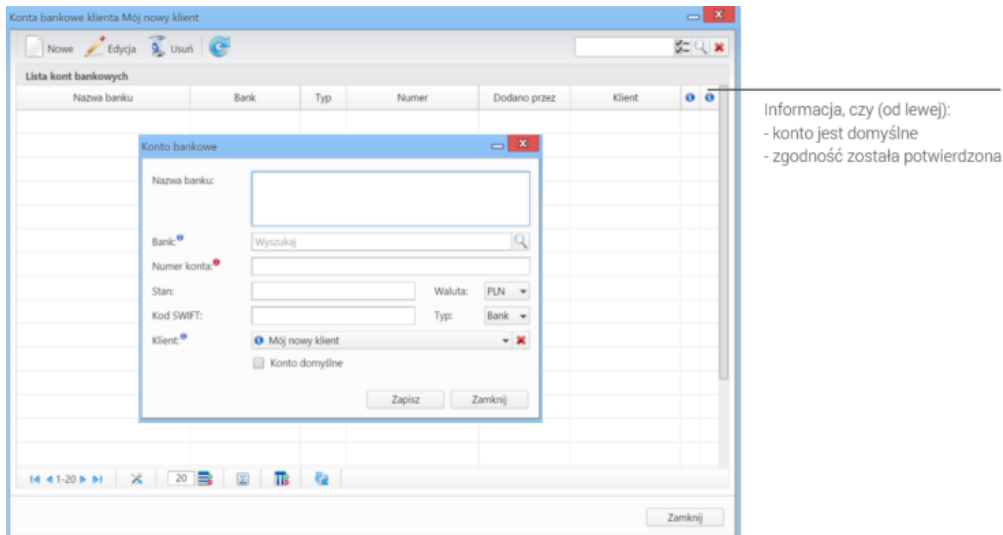 Konta bankowe klienta Mój nowy klient
Nowe Edycja Usuń
Lista kont bankowych
Nazwa banku Bank Typ Numer Dodano przez Klient
Informacja, czy (od lewej):
- konto jest domyślne
- zgodność została potwierdzona
Konto bankowe
Nazwa banku:
Bank: Wyszukaj
Numer konta:
Stan: Waluta: PLN
Kod SWIFT: Typ: Bank
Klient: Mój nowy klient
Konto domyślne
Zapisz Zamknij
1-20 20
Zamknij